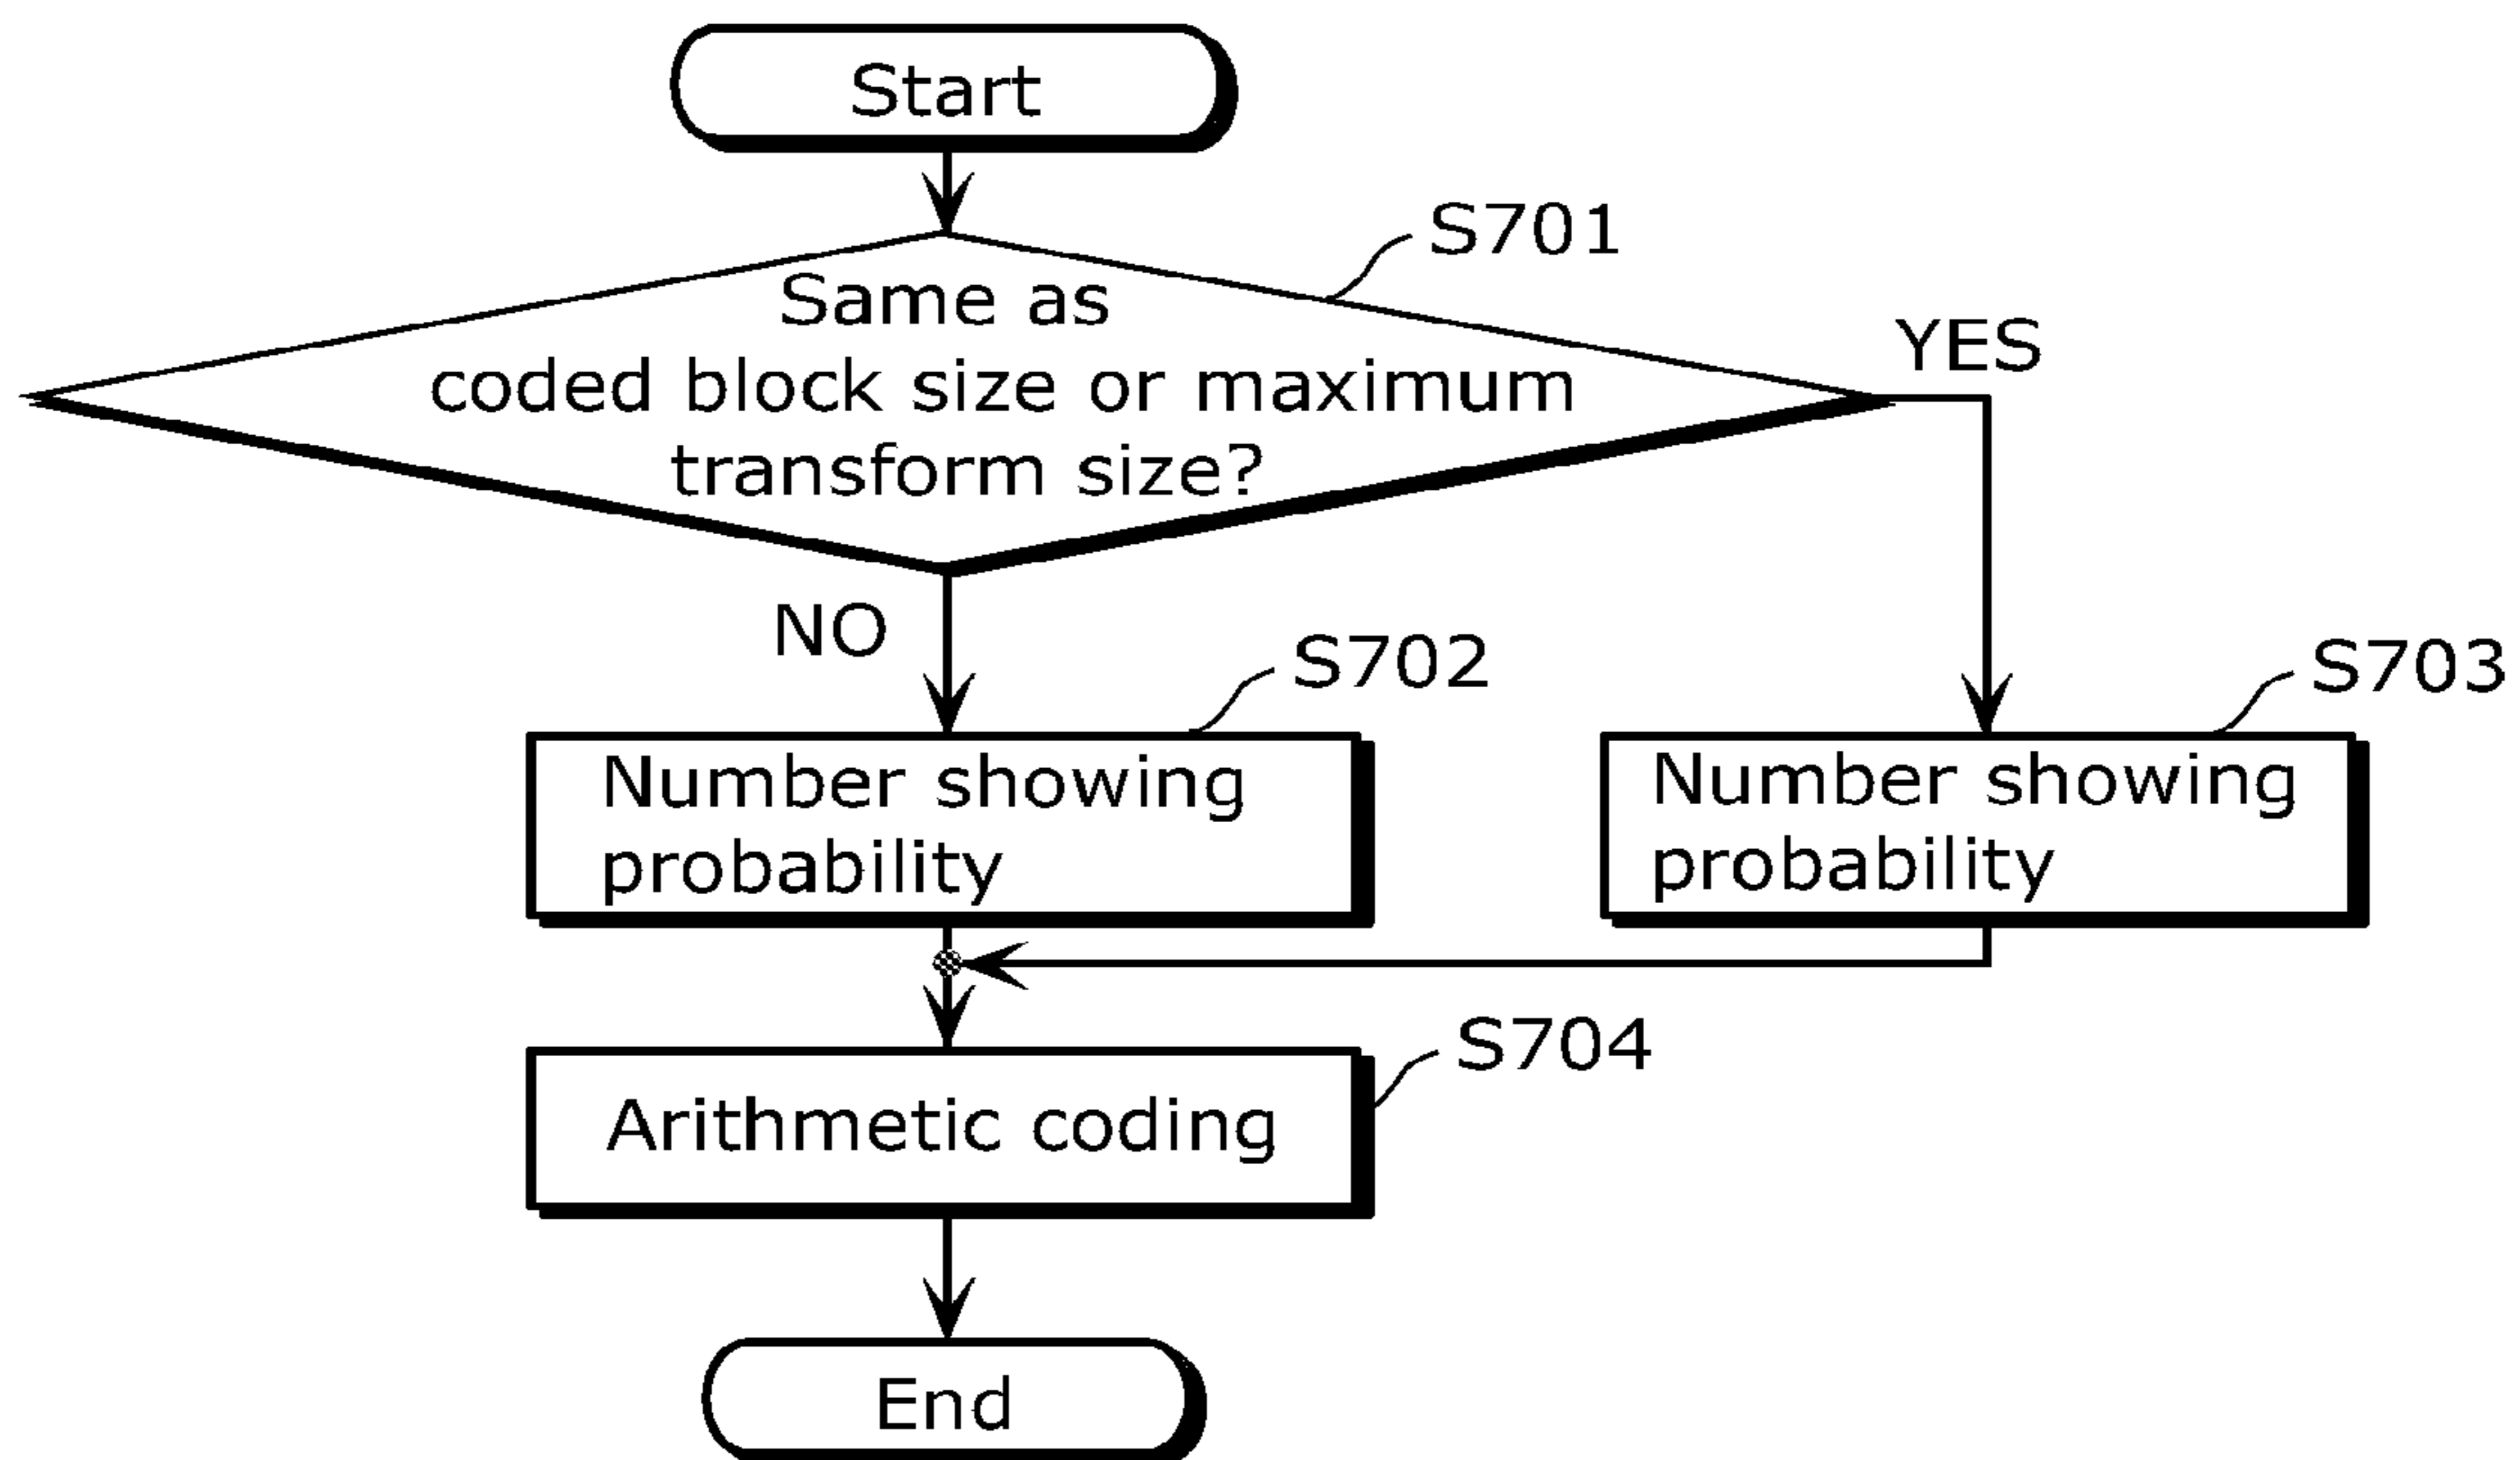 Start
S701
Same as
coded block size or maximum
transform size?
YES
NO
S702
Number showing
probability
S703
Number showing
probability
S704
Arithmetic coding
End